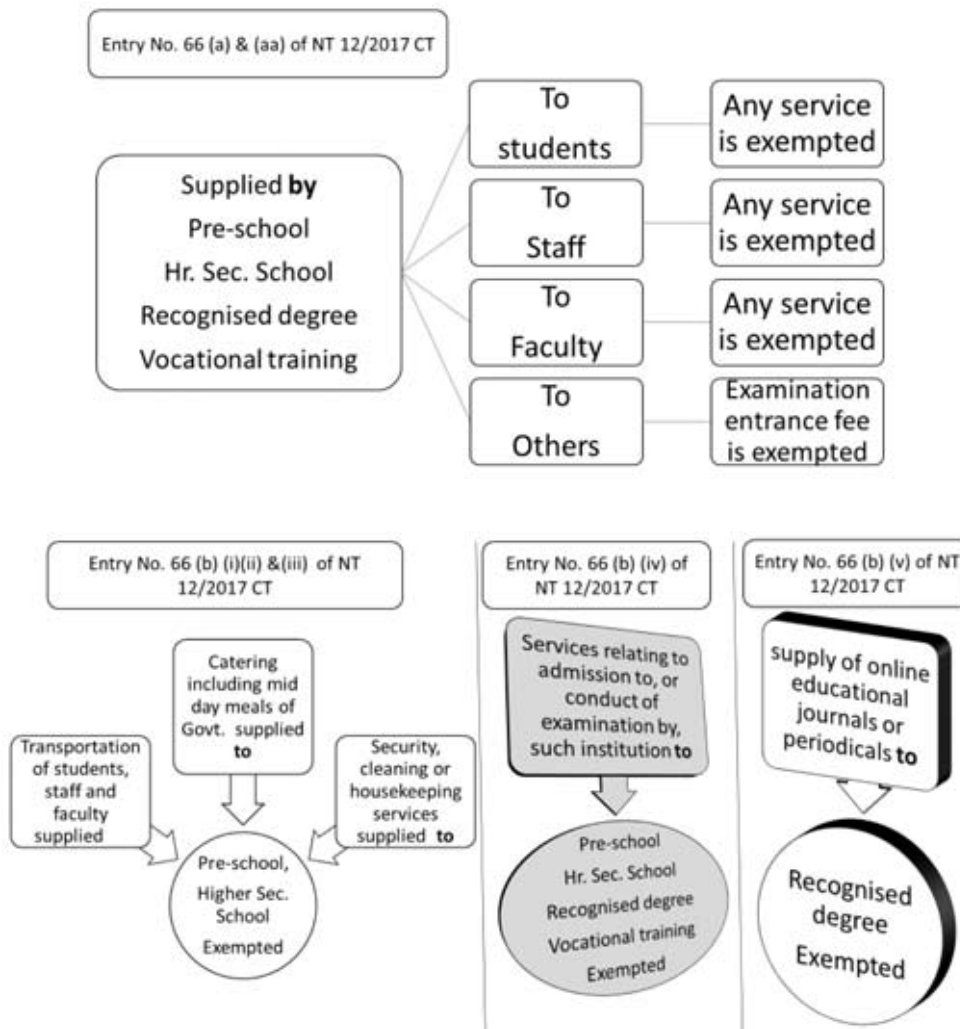 Entry No. 66 (a) & (aa) of NT 12/2017 CT
Supplied by
Pre-school
Hr. Sec. School
Recognised degree
Vocational training
To
students
Any service
is exempted
To
Staff
Any service
is exempted
To
Faculty
Any service
is exempted
To
Others
Examination
entrance fee
is exempted
Entry No. 66 (b) (i)(ii) &(iii) of NT
12/2017 CT
Transportation
of students,
staff and
faculty
supplied
Catering
including mid
day meals of
Govt. supplied
to
Security,
cleaning or
housekeeping
services
supplied to
Pre-school,
Higher Sec.
School
Exempted
Entry No. 66 (b) (iv) of
NT 12/2017 CT
Services relating to
admission to, or
conduct of
examination by,
such institution to
Pre-school
Hr. Sec. School
Recognised degree
Vocational training
Exempted
Entry No. 66 (b) (v) of NT
12/2017 CT
supply of online
educational
journals or
periodicals to
Recognised
degree
Exempted